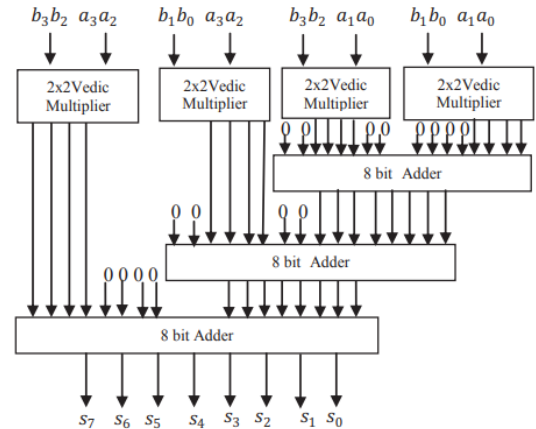 b₃b₂ a₃a₂ b₁b₀ a₃a₂ b₃b₂ a₁a₀ b₁b₀ a₁a₀
2x2Vedic Multiplier
2x2Vedic Multiplier
2x2Vedic Multiplier
2x2Vedic Multiplier
0 0 0 0 0 0 0 0
8 bit Adder
0 0 0 0
8 bit Adder
0 0 0 0
8 bit Adder
s₇ s₆ s₅ s₄ s₃ s₂ s₁ s₀